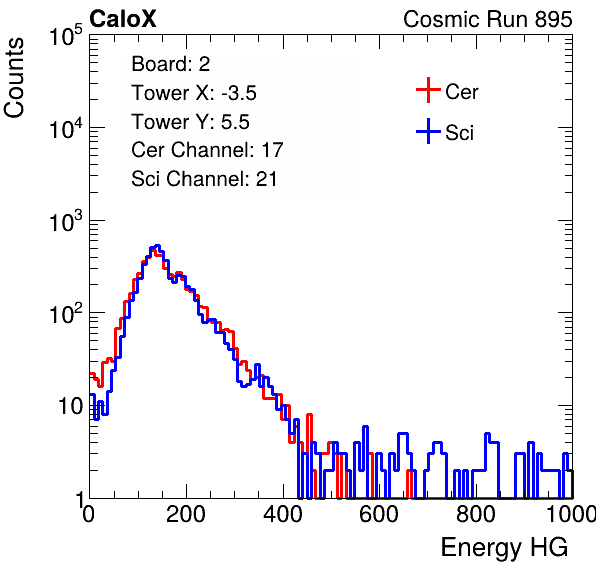 CaloX Cosmic Run 895
Counts
10^5
10^4
10^3
10^2
10
1
Board: 2
Tower X: -3.5
Tower Y: 5.5
Cer Channel: 17
Sci Channel: 21
Cer
Sci
0 200 400 600 800 1000
Energy HG